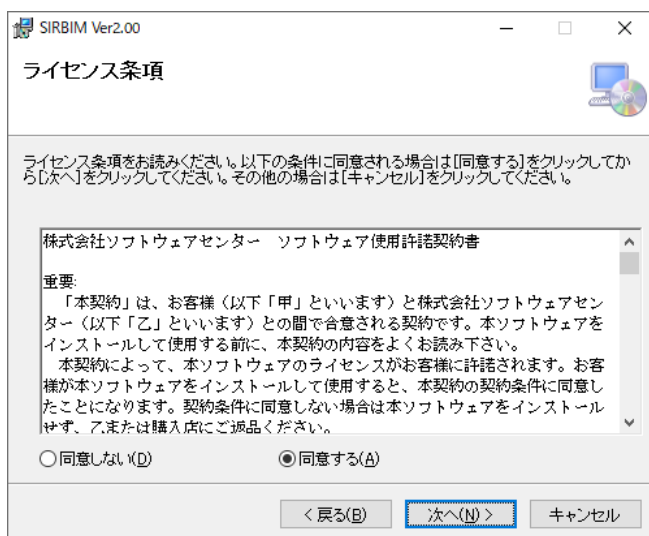 SIRBIM Ver2.00
ライセンス条項
ライセンス条項をお読みください。以下の条件に同意される場合は[同意する]をクリックしてか
ら[次へ]をクリックしてください。その他の場合は[キャンセル]をクリックしてください。
株式会社ソフトウェアセンター　ソフトウェア使用許諾契約書
重要:
　「本契約」は、お客様（以下「甲」といいます）と株式会社ソフトウェアセン
ター（以下「乙」といいます）との間で合意される契約です。本ソフトウェアを
インストールして使用する前に、本契約の内容をよくお読み下さい。
　本契約によって、本ソフトウェアのライセンスがお客様に許諾されます。お客
様が本ソフトウェアをインストールして使用すると、本契約の契約条件に同意し
たことになります。契約条件に同意しない場合は本ソフトウェアをインストール
せず、乙または購入店にご返品ください。
同意しない(D)　同意する(A)
< 戻る(B)　次へ(N) >　キャンセル